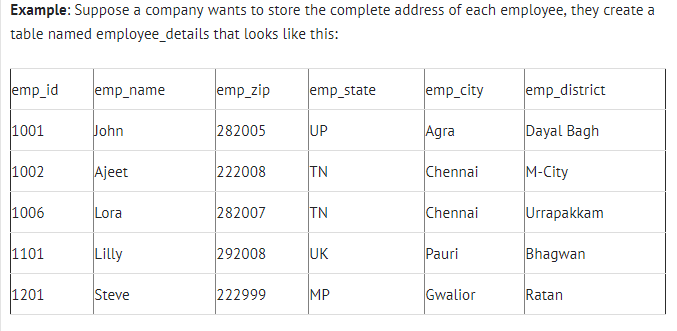 Example: Suppose a company wants to store the complete address of each employee, they create a
table named employee_details that looks like this:
emp_id emp_name emp_zip emp_state emp_city emp_district
1001 John 282005 UP Agra Dayal Bagh
1002 Ajeet 222008 TN Chennai M-City
1006 Lora 282007 TN Chennai Urrapakkam
1101 Lilly 292008 UK Pauri Bhagwan
1201 Steve 222999 MP Gwalior Ratan